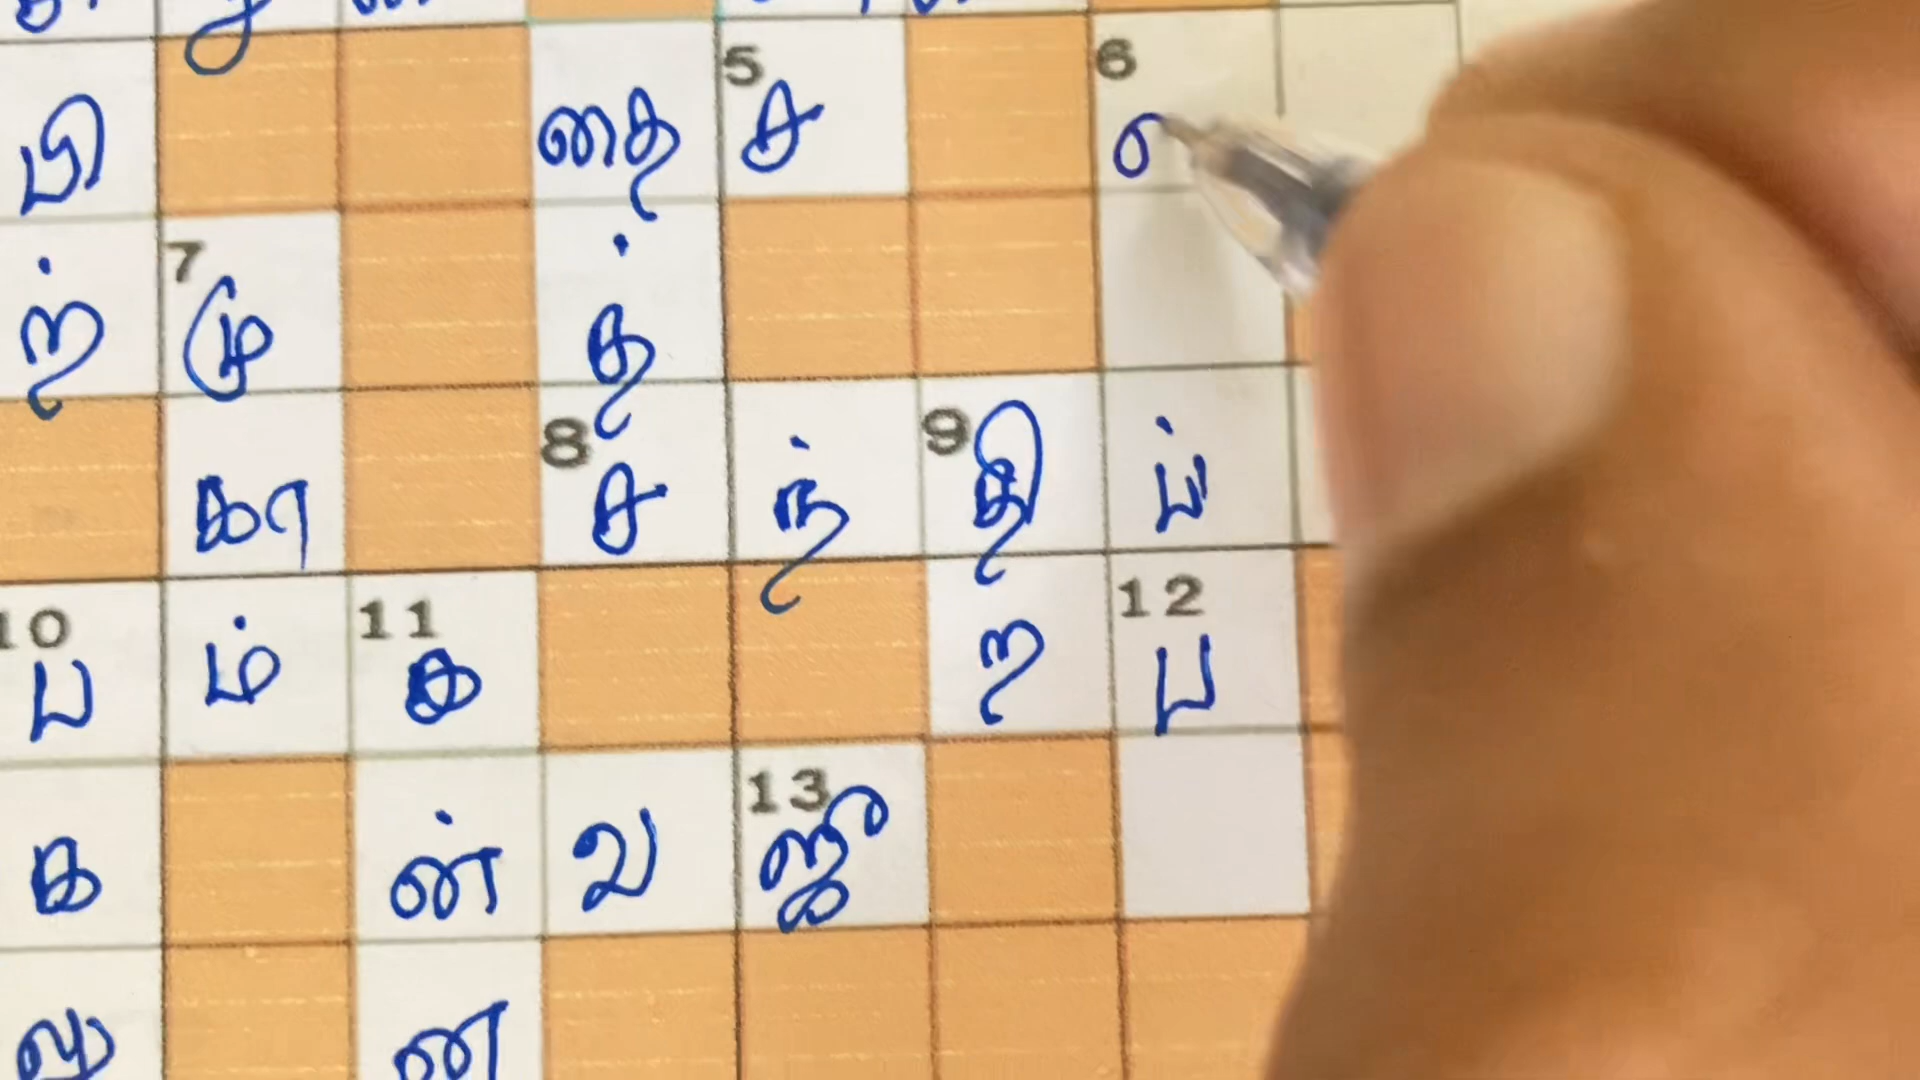 பி தை 5 ச 6
ற் 7 மு த்
கா 8 ச ந் 9 தி ப்
10 ப ம் 11 க ற 12 ப
க ன் வ 13 ஜி
லு ன